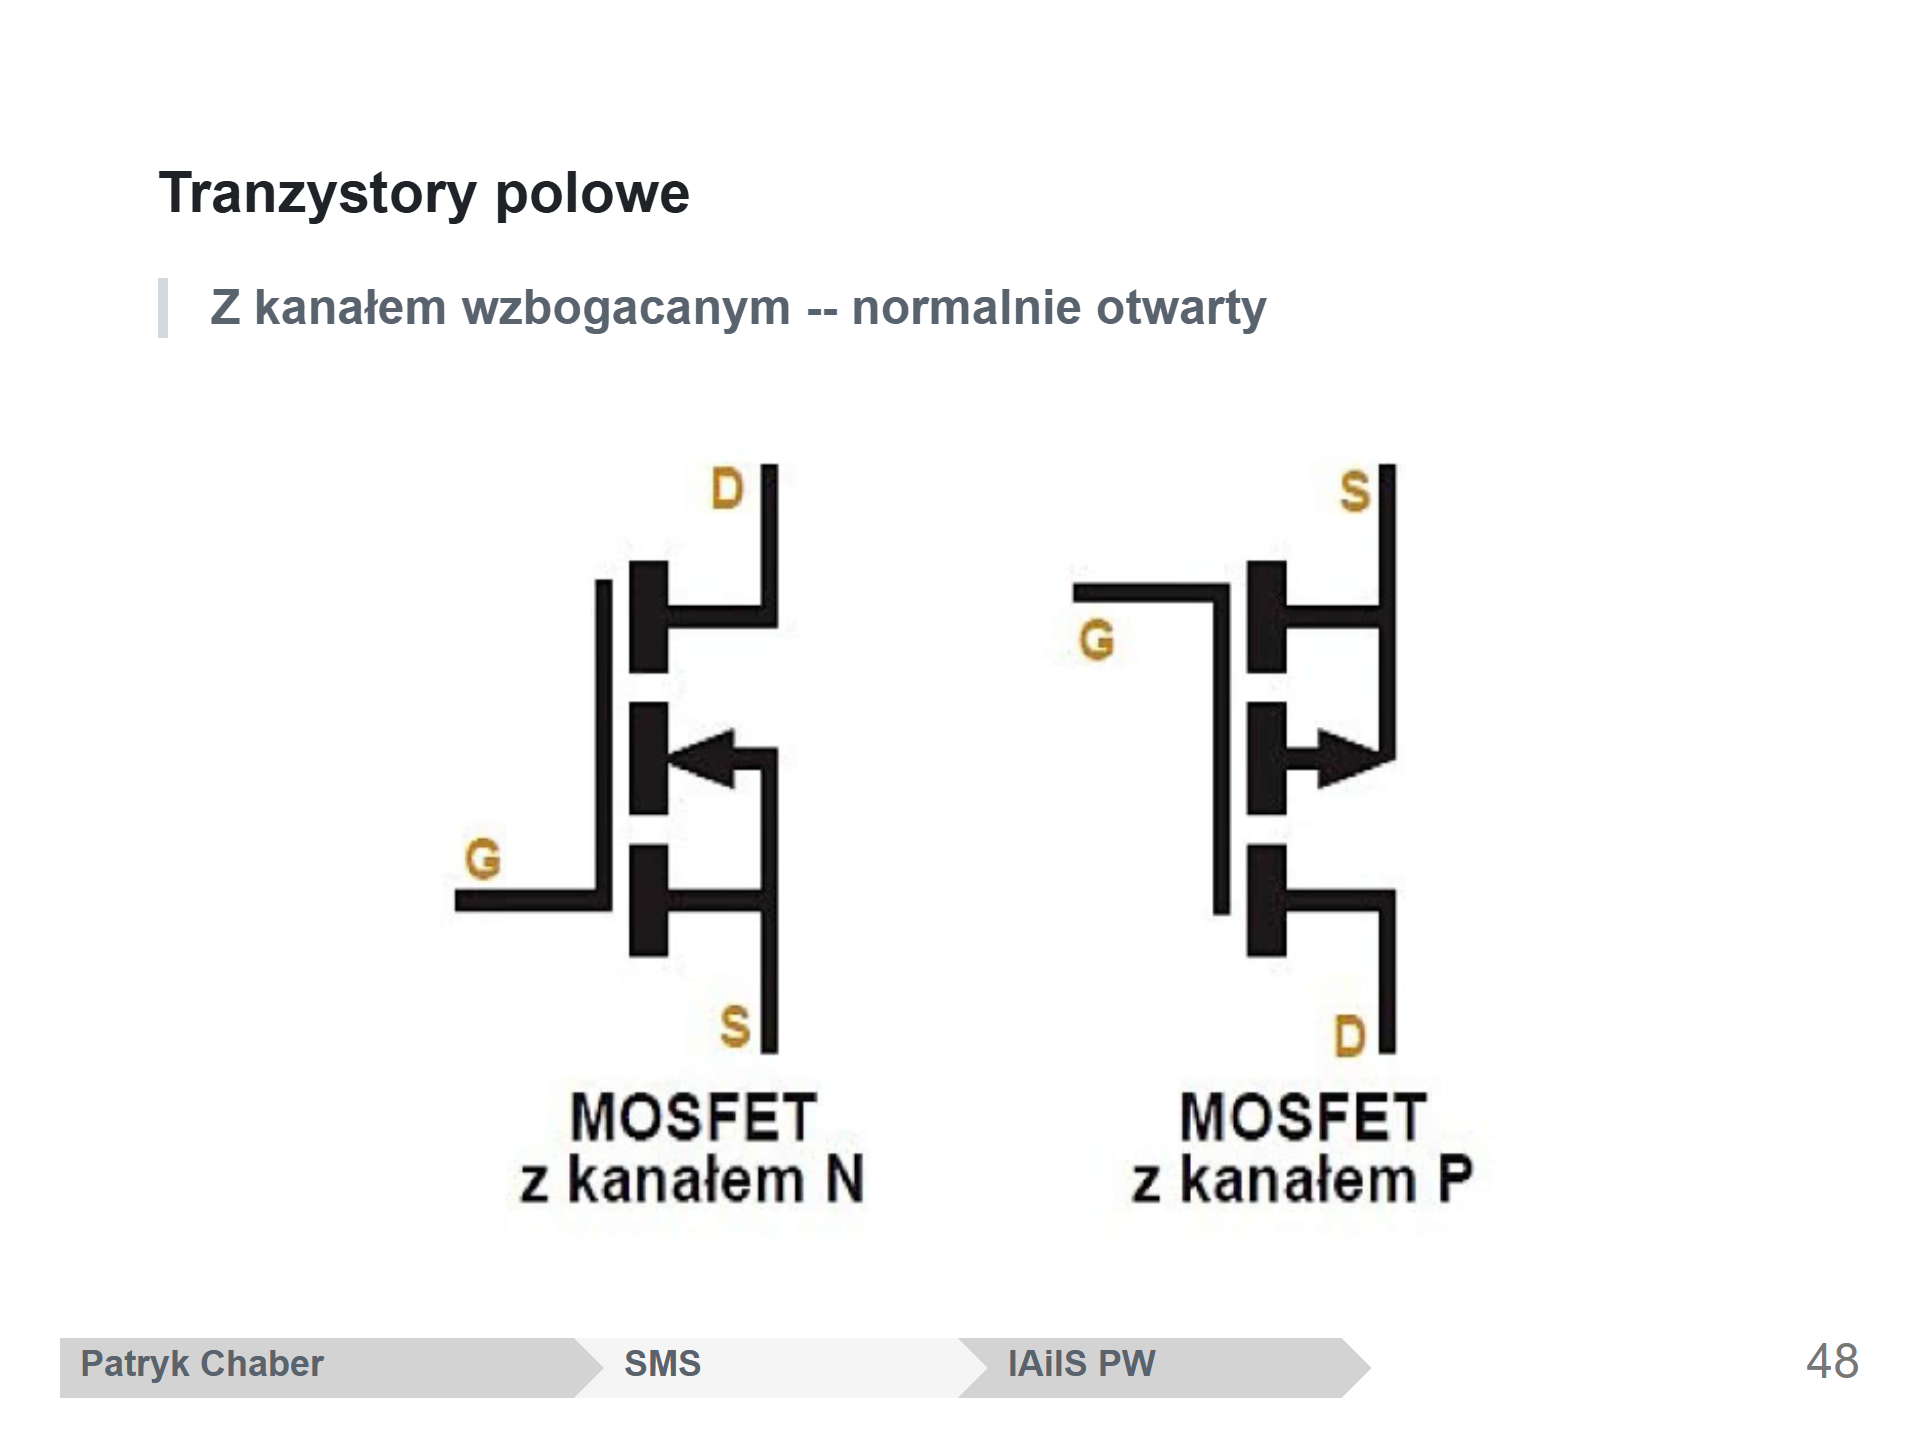 Tranzystory polowe
Z kanałem wzbogacanym -- normalnie otwarty
D
S
G
G
S
D
MOSFET
z kanałem N
MOSFET
z kanałem P
Patryk Chaber
SMS
IAiIS PW
48